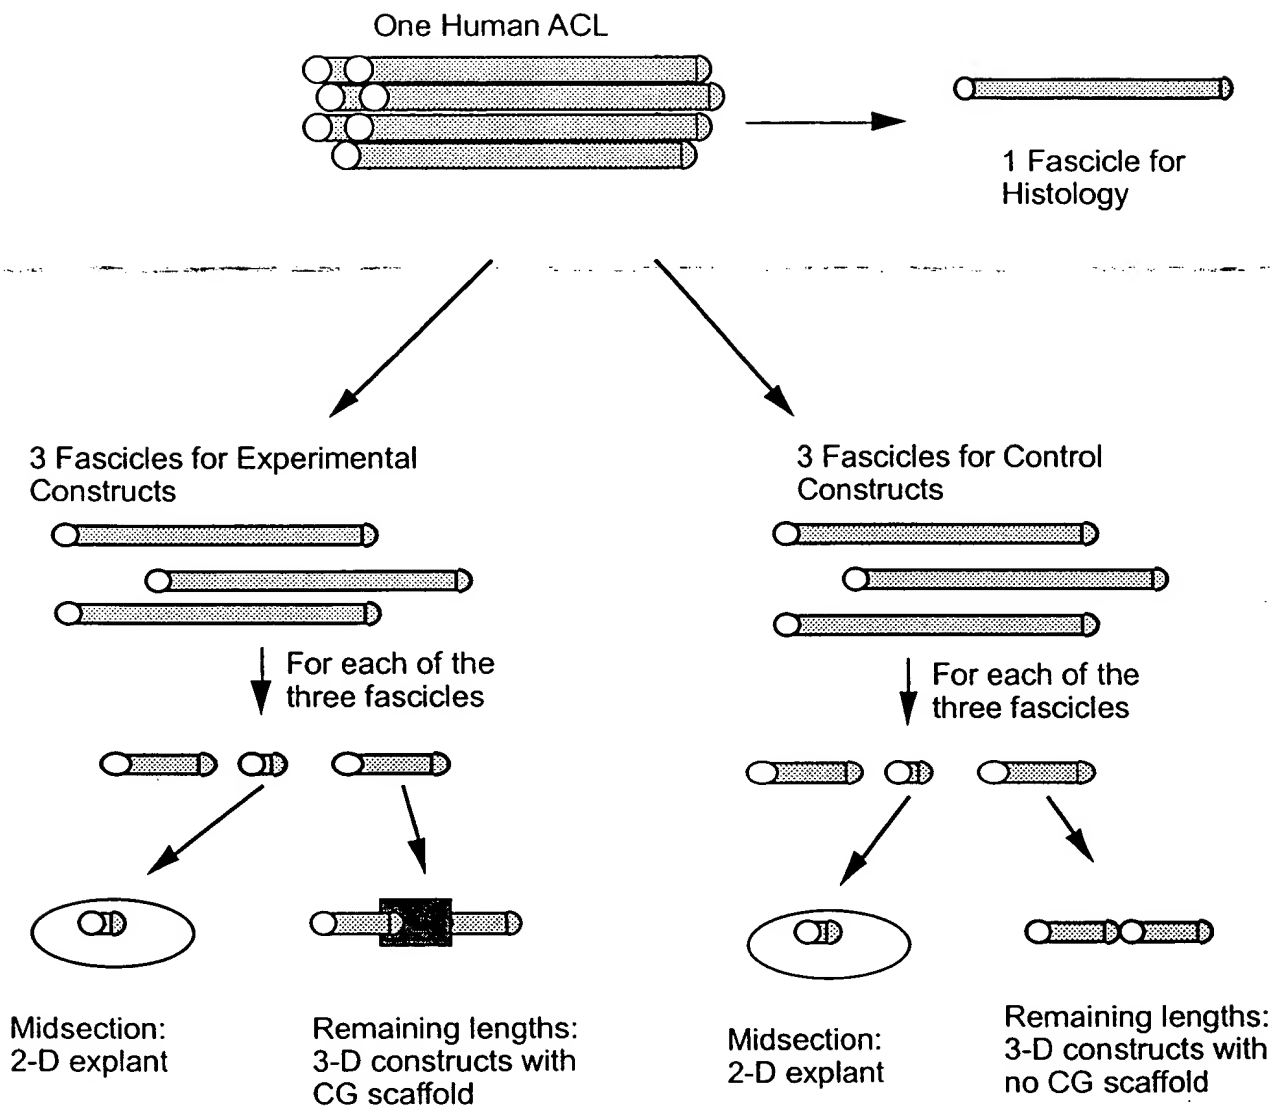 One Human ACL
1 Fascicle for
Histology
3 Fascicles for Experimental
Constructs
3 Fascicles for Control
Constructs
For each of the
three fascicles
For each of the
three fascicles
Midsection:
2-D explant
Remaining lengths:
3-D constructs with
CG scaffold
Midsection:
2-D explant
Remaining lengths:
3-D constructs with
no CG scaffold